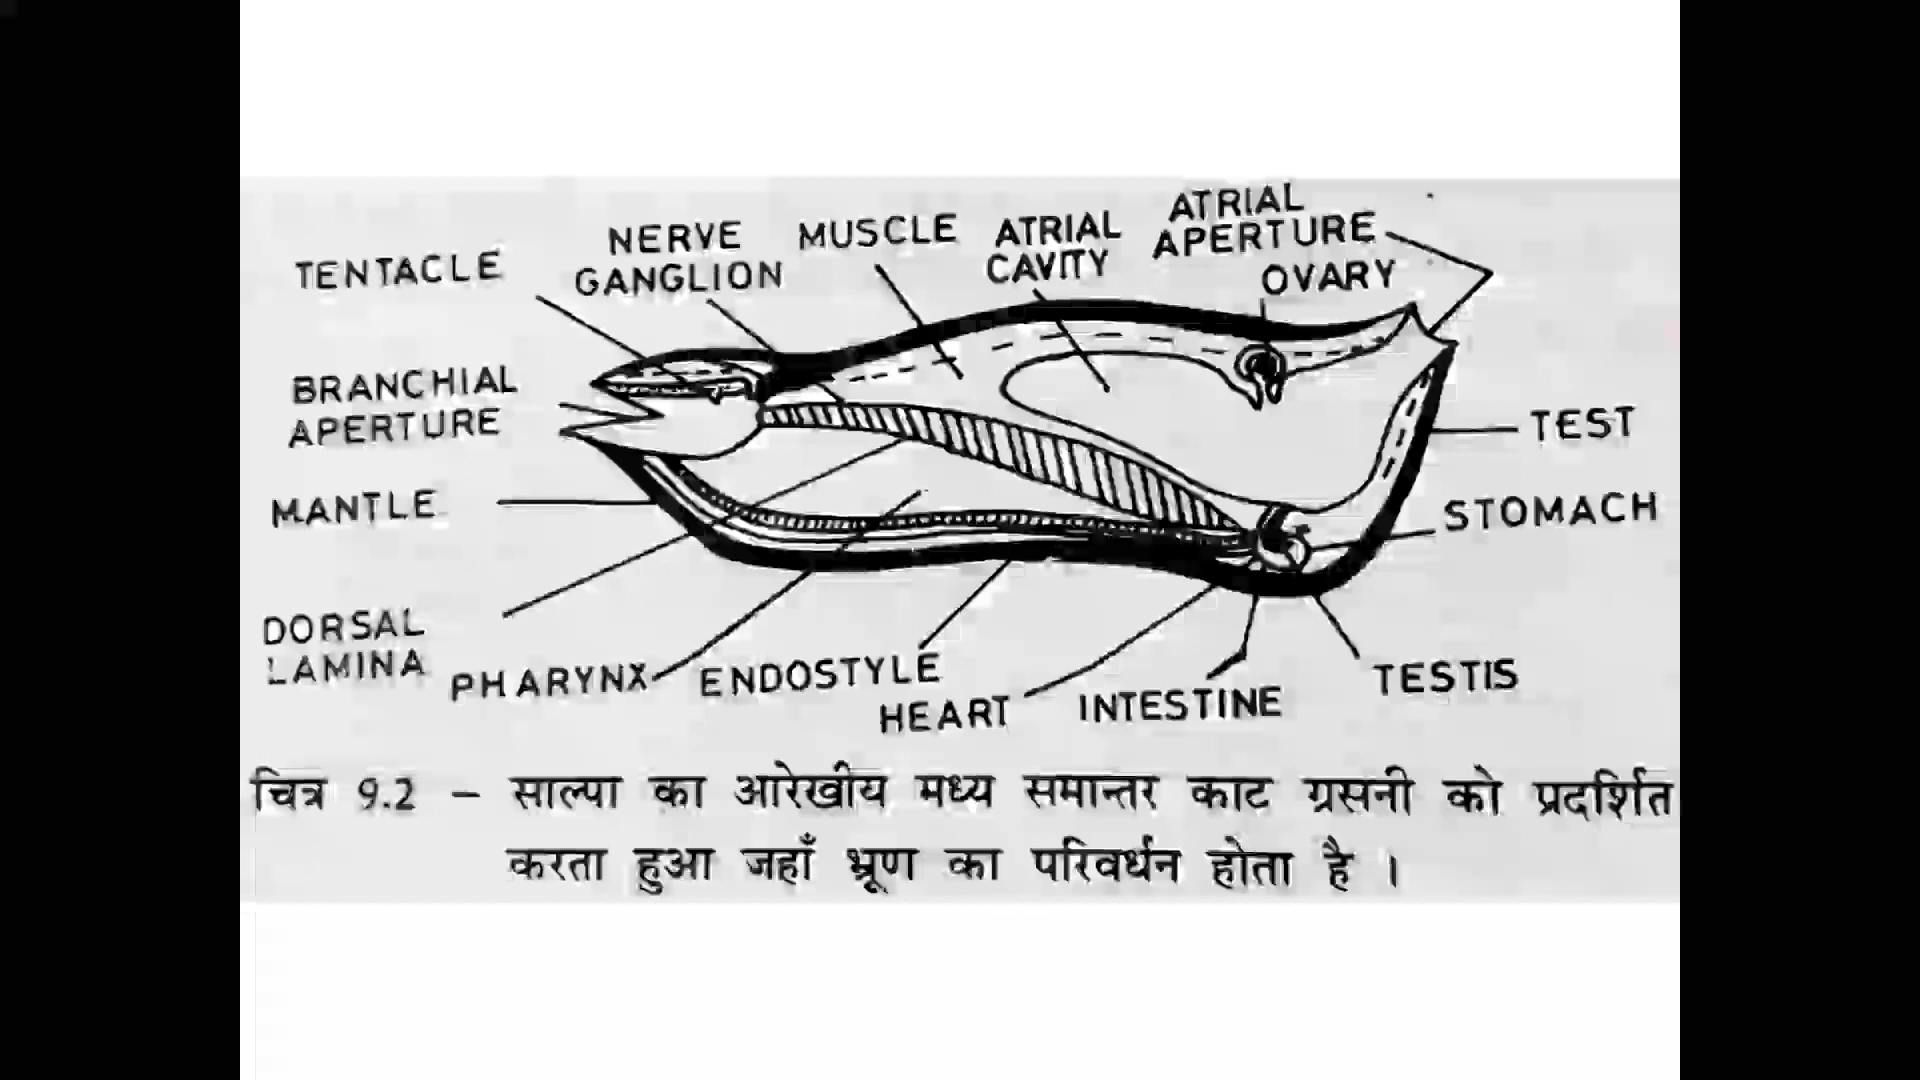 ATRIAL
NERVE MUSCLE ATRIAL APERTURE
TENTACLE GANGLION CAVITY OVARY
BRANCHIAL
APERTURE
TEST
MANTLE
STOMACH
DORSAL
LAMINA
PHARYNX ENDOSTYLE TESTIS
HEART INTESTINE
चित्र 9.2 – साल्पा का आरेखीय मध्य समान्तर काट ग्रसनी को प्रदर्शित
करता हुआ जहाँ भ्रूण का परिवर्धन होता है ।